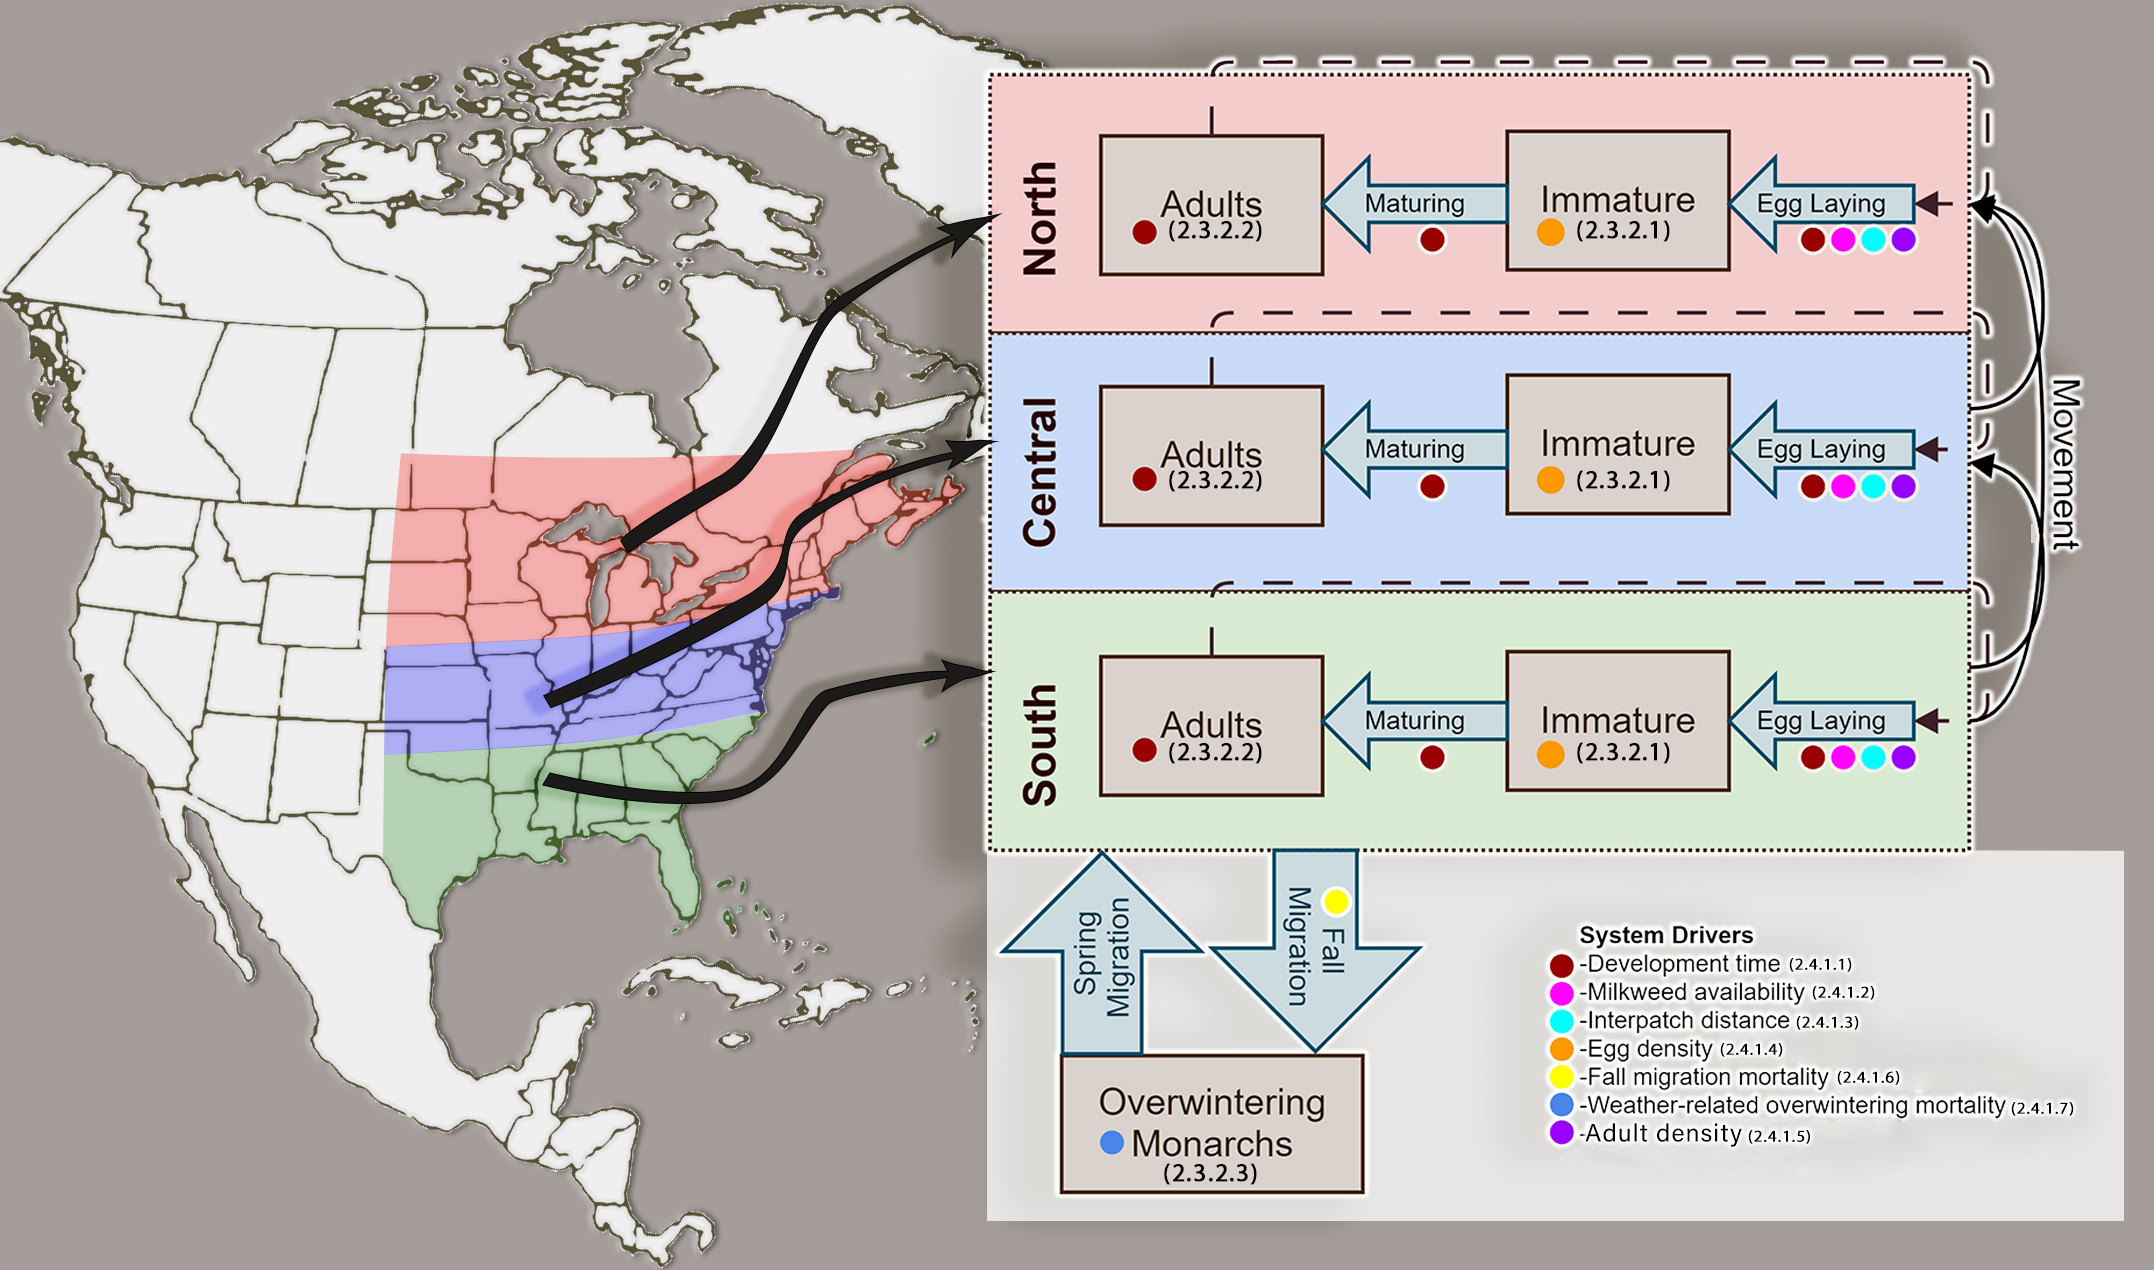 North
Adults
(2.3.2.2)
Maturing
Immature
(2.3.2.1)
Egg Laying
Central
Adults
(2.3.2.2)
Maturing
Immature
(2.3.2.1)
Egg Laying
South
Adults
(2.3.2.2)
Maturing
Immature
(2.3.2.1)
Egg Laying
Movement
Spring
Migration
Fall
Migration
Overwintering
Monarchs
(2.3.2.3)
System Drivers
-Development time (2.4.1.1)
-Milkweed availability (2.4.1.2)
-Interpatch distance (2.4.1.3)
-Egg density (2.4.1.4)
-Fall migration mortality (2.4.1.6)
-Weather-related overwintering mortality (2.4.1.7)
-Adult density (2.4.1.5)